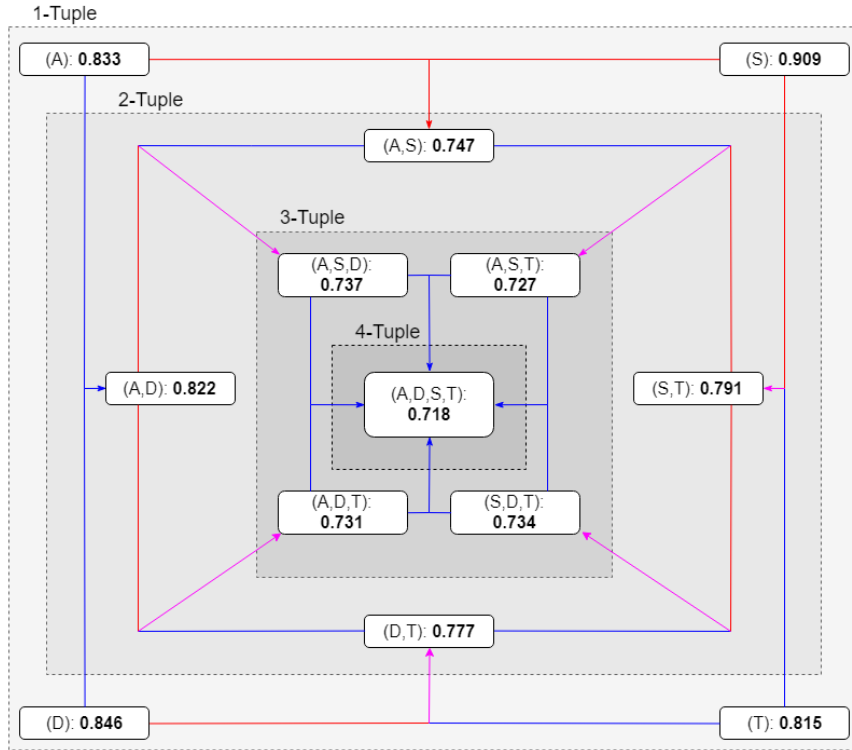 1-Tuple
(A): 0.833
(S): 0.909
2-Tuple
(A,S): 0.747
3-Tuple
(A,S,D):
0.737
(A,S,T):
0.727
4-Tuple
(A,D): 0.822
(A,D,S,T):
0.718
(S,T): 0.791
(A,D,T):
0.731
(S,D,T):
0.734
(D,T): 0.777
(D): 0.846
(T): 0.815